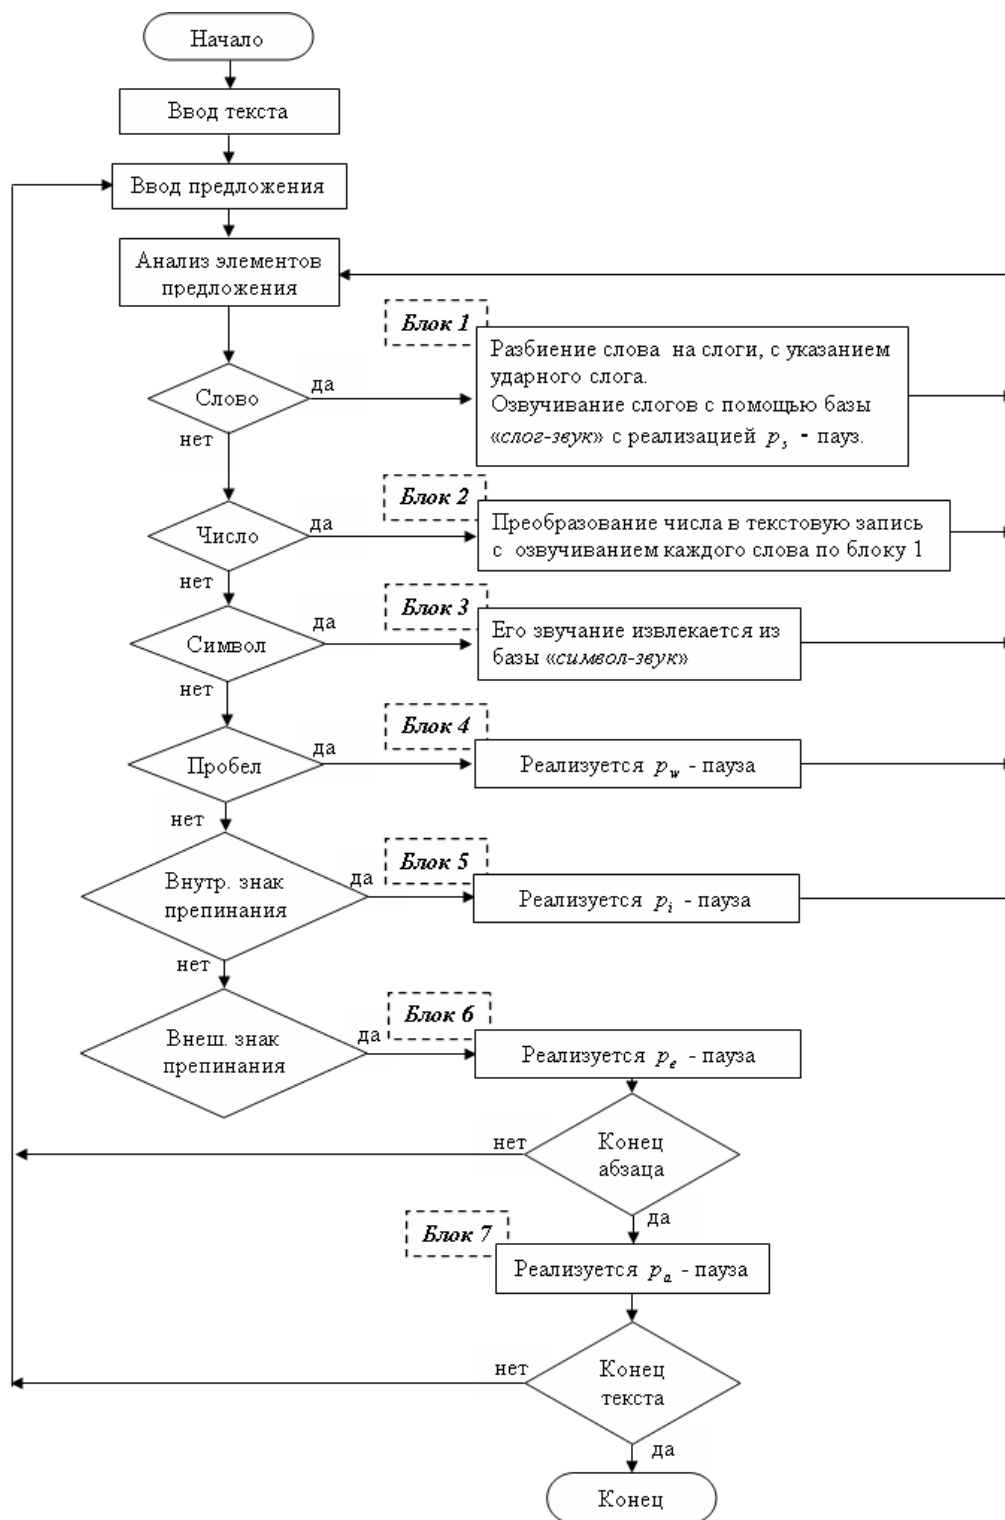 Начало
Ввод текста
Ввод предложения
Анализ элементов
предложения
Блок 1
Слово
да
Разбиение слова на слоги, с указанием
ударного слога.
Озвучивание слогов с помощью базы
«слог-звук» с реализацией p_s - пауз.
нет
Блок 2
Число
да
Преобразование числа в текстовую запись
с озвучиванием каждого слова по блоку 1
нет
Блок 3
Символ
да
Его звучание извлекается из
базы «символ-звук»
нет
Блок 4
Пробел
да
Реализуется p_w - пауза
нет
Блок 5
Внутр. знак
препинания
да
Реализуется p_i - пауза
нет
Блок 6
Внеш. знак
препинания
да
Реализуется p_e - пауза
Конец
абзаца
нет
да
Блок 7
Реализуется p_a - пауза
Конец
текста
нет
да
Конец